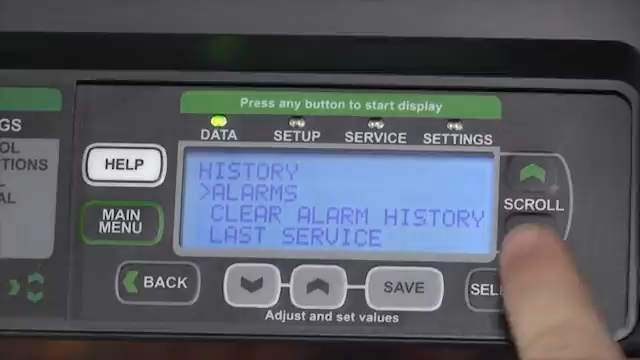 Press any button to start display
DATA
SETUP
SERVICE
SETTINGS
HELP
MAIN
MENU
BACK
HISTORY
>ALARMS
CLEAR ALARM HISTORY
LAST SERVICE
SCROLL
SAVE
Adjust and set values